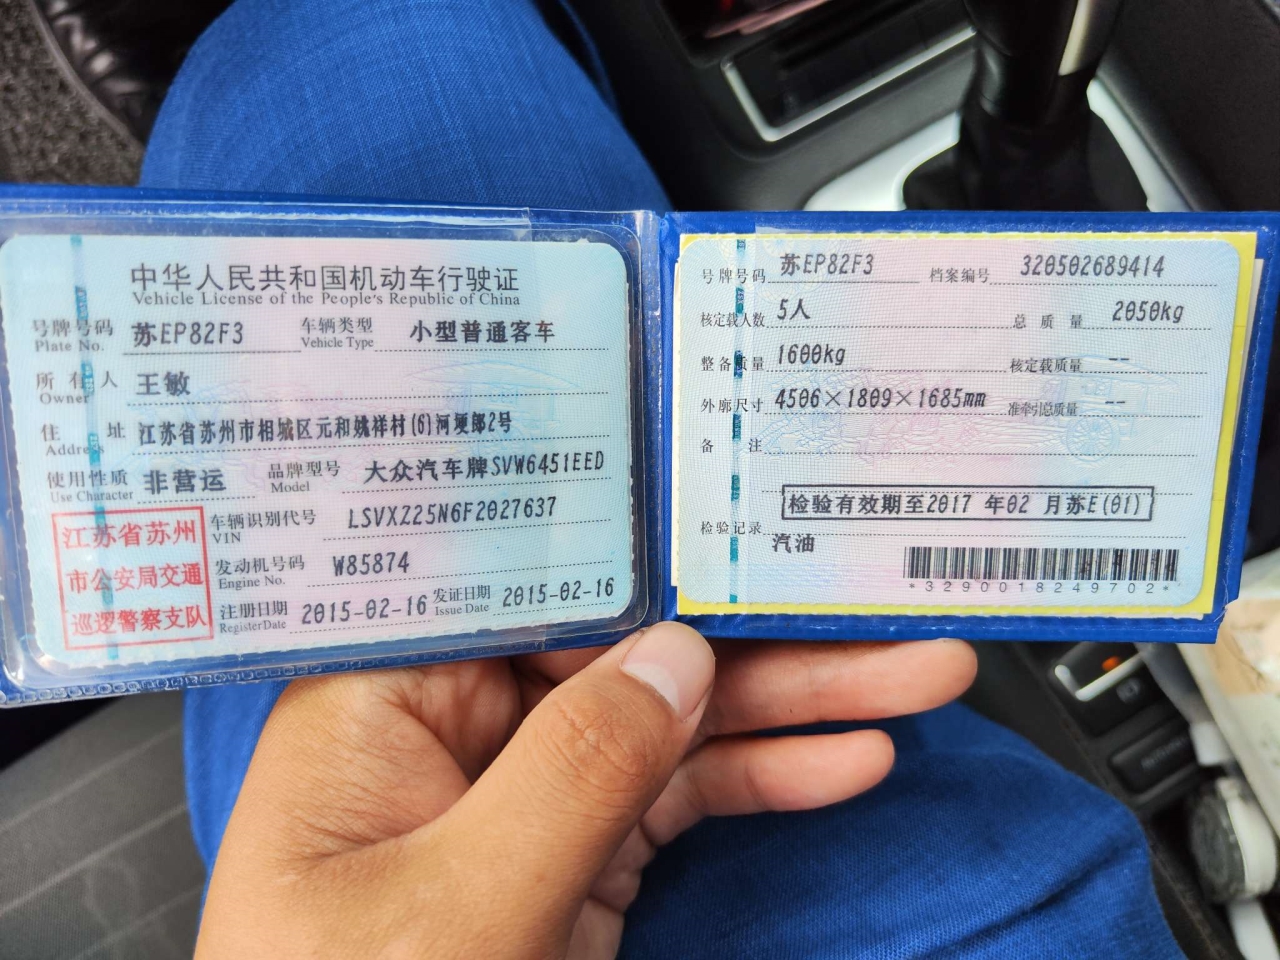 中华人民共和国机动车行驶证
Vehicle License of the People's Republic of China
号牌号码 苏EP82F3 车辆类型 小型普通客车
Plate No. Vehicle Type
所有人 王敏
Owner
住址 江苏省苏州市相城区元和姚祥村(6)河埂郎2号
Address
使用性质 非营运 品牌型号 大众汽车牌SVW6451EED
Use Character Model
江苏省苏州
市公安局交通
巡逻警察支队
车辆识别代号 LSVXZ25N6F2027637
VIN
发动机号码 W85874
Engine No.
注册日期 2015-02-16 发证日期 2015-02-16
Register Date Issue Date
号牌号码 苏EP82F3 档案编号 320502689414
核定载人数 5人 总质量 2050kg
整备质量 1600kg 核定载质量 --
外廓尺寸 4506×1809×1685mm 准牵引总质量 --
备注
检验有效期至2017 年02 月苏E(01)
检验记录
汽油
*3290018249702*